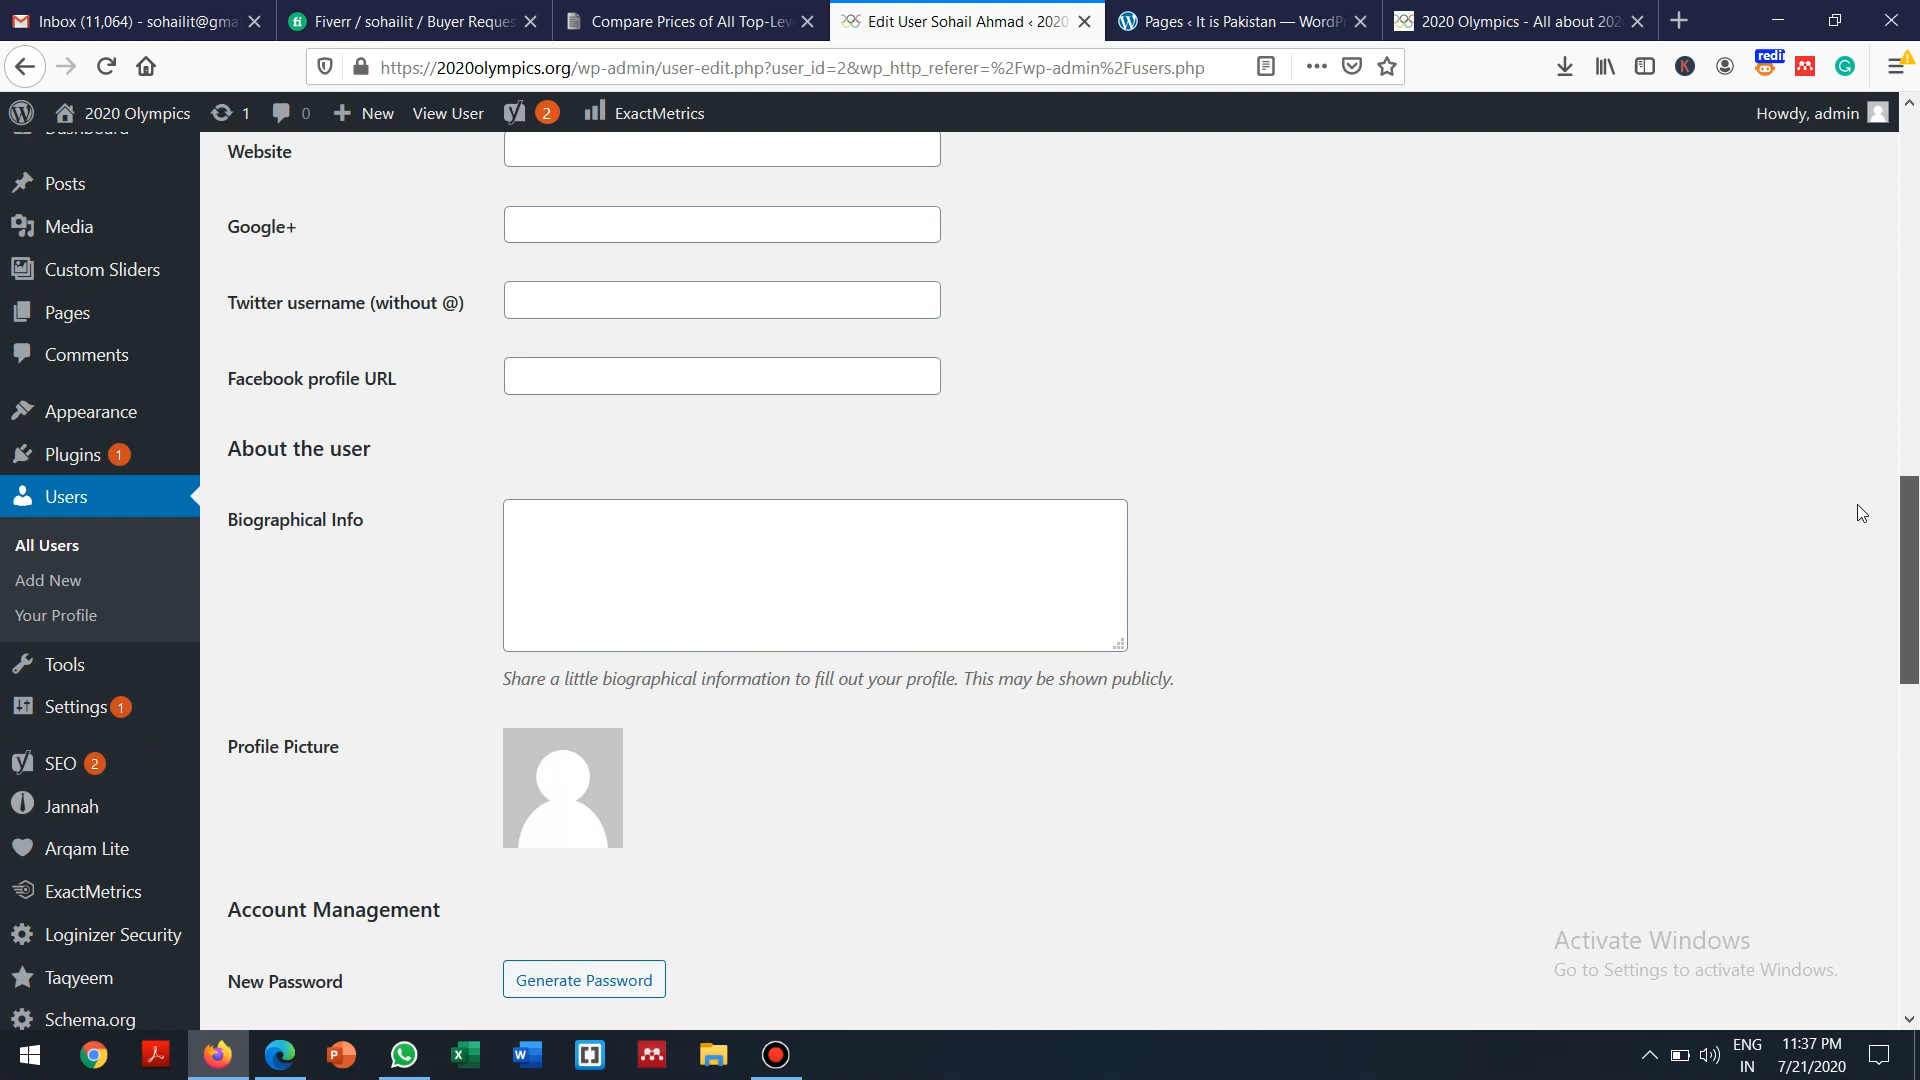 Inbox (11,064) - sohailit@gma
Fiverr / sohailit / Buyer Reques
Compare Prices of All Top-Lev
Edit User Sohail Ahmad ‹ 2020
Pages ‹ It is Pakistan — WordPr
2020 Olympics - All about 202
https://2020olympics.org/wp-admin/user-edit.php?user_id=2&wp_http_referer=%2Fwp-admin%2Fusers.php
redi
2020 Olympics
1
0
New
View User
2
ExactMetrics
Howdy, admin
Dashboard
Posts
Media
Custom Sliders
Pages
Comments
Appearance
Plugins 1
Users
All Users
Add New
Your Profile
Tools
Settings 1
SEO 2
Jannah
Arqam Lite
ExactMetrics
Loginizer Security
Taqyeem
Schema.org
Website
Google+
Twitter username (without @)
Facebook profile URL
About the user
Biographical Info
Share a little biographical information to fill out your profile. This may be shown publicly.
Profile Picture
Account Management
New Password
Generate Password
Activate Windows
Go to Settings to activate Windows.
ENG
IN
11:37 PM
7/21/2020